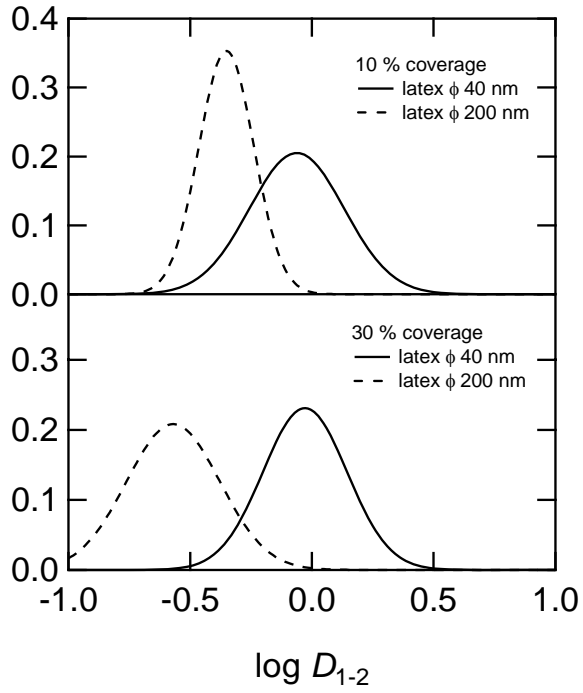 0.4
10 % coverage
latex ϕ 40 nm
latex ϕ 200 nm
0.3
0.2
0.1
0.0
30 % coverage
latex ϕ 40 nm
latex ϕ 200 nm
0.3
0.2
0.1
0.0
-1.0 -0.5 0.0 0.5 1.0
log D1-2